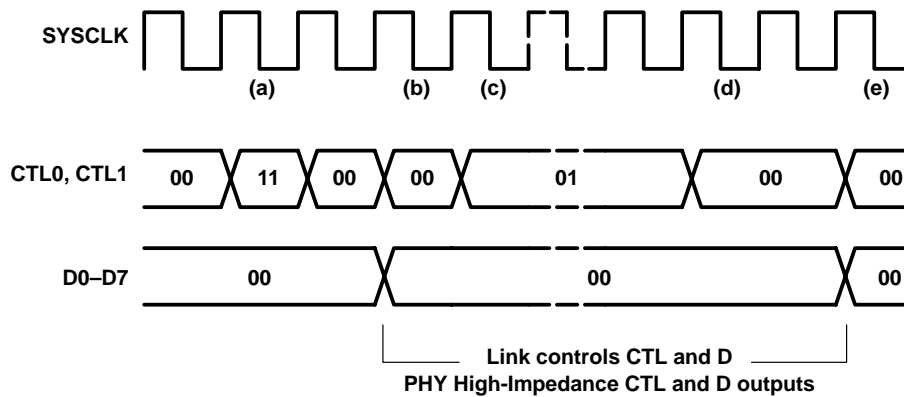 SYSCLK
(a) (b) (c) (d) (e)
CTL0, CTL1 00 11 00 00 01 00 00
D0–D7 00 00 00
Link controls CTL and D
PHY High-Impedance CTL and D outputs